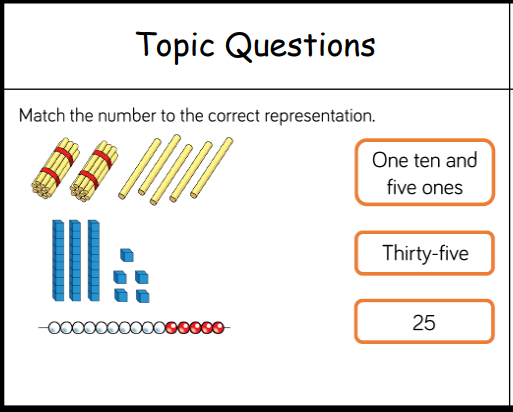 Topic Questions
Match the number to the correct representation.
One ten and
five ones
Thirty-five
25